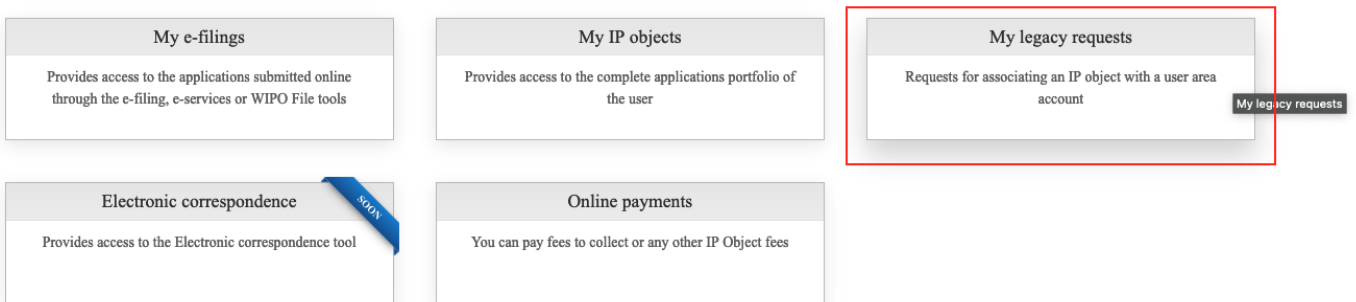 My e-filings
Provides access to the applications submitted online
through the e-filing, e-services or WIPO File tools
My IP objects
Provides access to the complete applications portfolio of
the user
My legacy requests
Requests for associating an IP object with a user area
account
My legacy requests
Electronic correspondence
SOON
Provides access to the Electronic correspondence tool
Online payments
You can pay fees to collect or any other IP Object fees